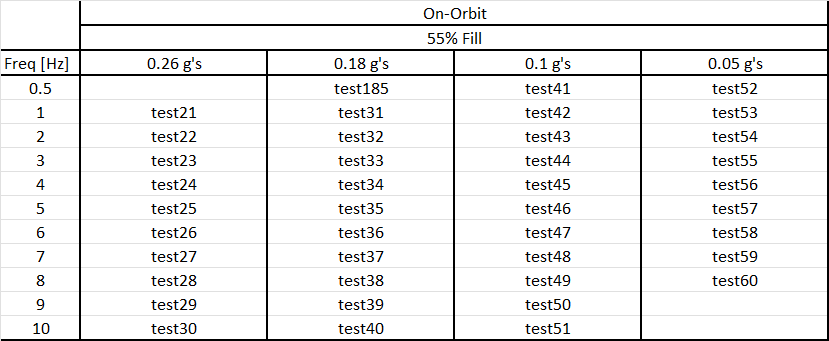 On-Orbit
55% Fill
Freq [Hz] 0.26 g's 0.18 g's 0.1 g's 0.05 g's
0.5 test185 test41 test52
1 test21 test31 test42 test53
2 test22 test32 test43 test54
3 test23 test33 test44 test55
4 test24 test34 test45 test56
5 test25 test35 test46 test57
6 test26 test36 test47 test58
7 test27 test37 test48 test59
8 test28 test38 test49 test60
9 test29 test39 test50
10 test30 test40 test51